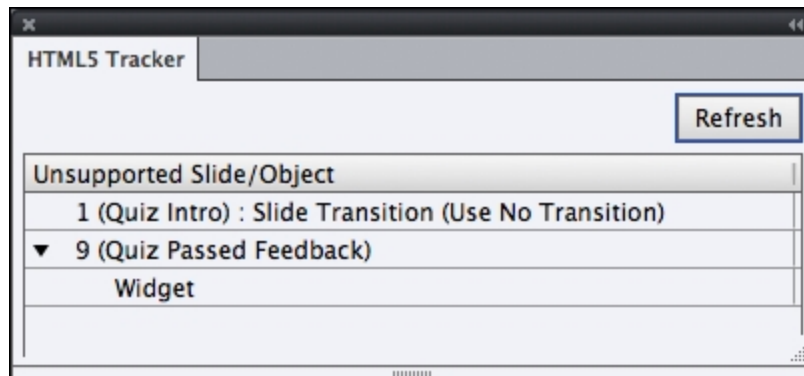 HTML5 Tracker
Refresh
Unsupported Slide/Object
1 (Quiz Intro) : Slide Transition (Use No Transition)
9 (Quiz Passed Feedback)
Widget